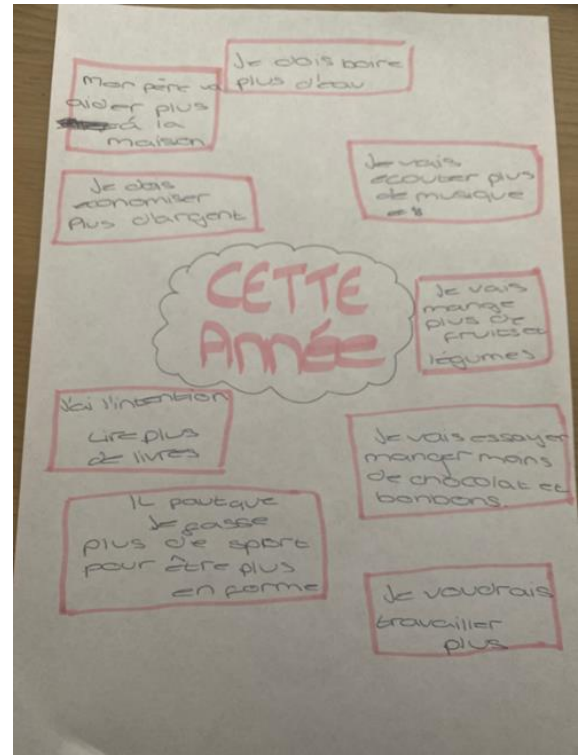 Je dois boire
plus d'eau
Mon père va
aider plus
à la
maison
Je vais
écouter plus
de musique
Je dois
économiser
Plus d'argent
CETTE
Année
Je vais
mange
plus de
fruits et
légumes
J'ai l'intention
Lire plus
de livres
Je vais essayer
manger moins
de chocolat et
bonbons.
IL faut que
Je fasse
plus de sport
pour être plus
en forme
Je voudrais
travailler
plus